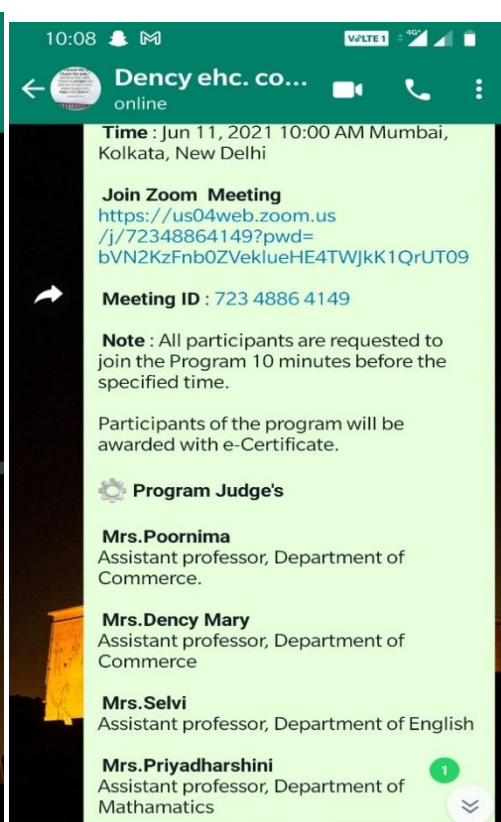 10:08
VoLTE1 4G+
Dency ehc. co...
online
Time : Jun 11, 2021 10:00 AM Mumbai,
Kolkata, New Delhi
Join Zoom Meeting
https://us04web.zoom.us
/j/72348864149?pwd=
bVN2KzFnb0ZVeklueHE4TWJkK1QrUT09
Meeting ID : 723 4886 4149
Note : All participants are requested to
join the Program 10 minutes before the
specified time.
Participants of the program will be
awarded with e-Certificate.
Program Judge's
Mrs.Poornima
Assistant professor, Department of
Commerce.
Mrs.Dency Mary
Assistant professor, Department of
Commerce
Mrs.Selvi
Assistant professor, Department of English
Mrs.Priyadharshini
1
Assistant professor, Department of
Mathamatics